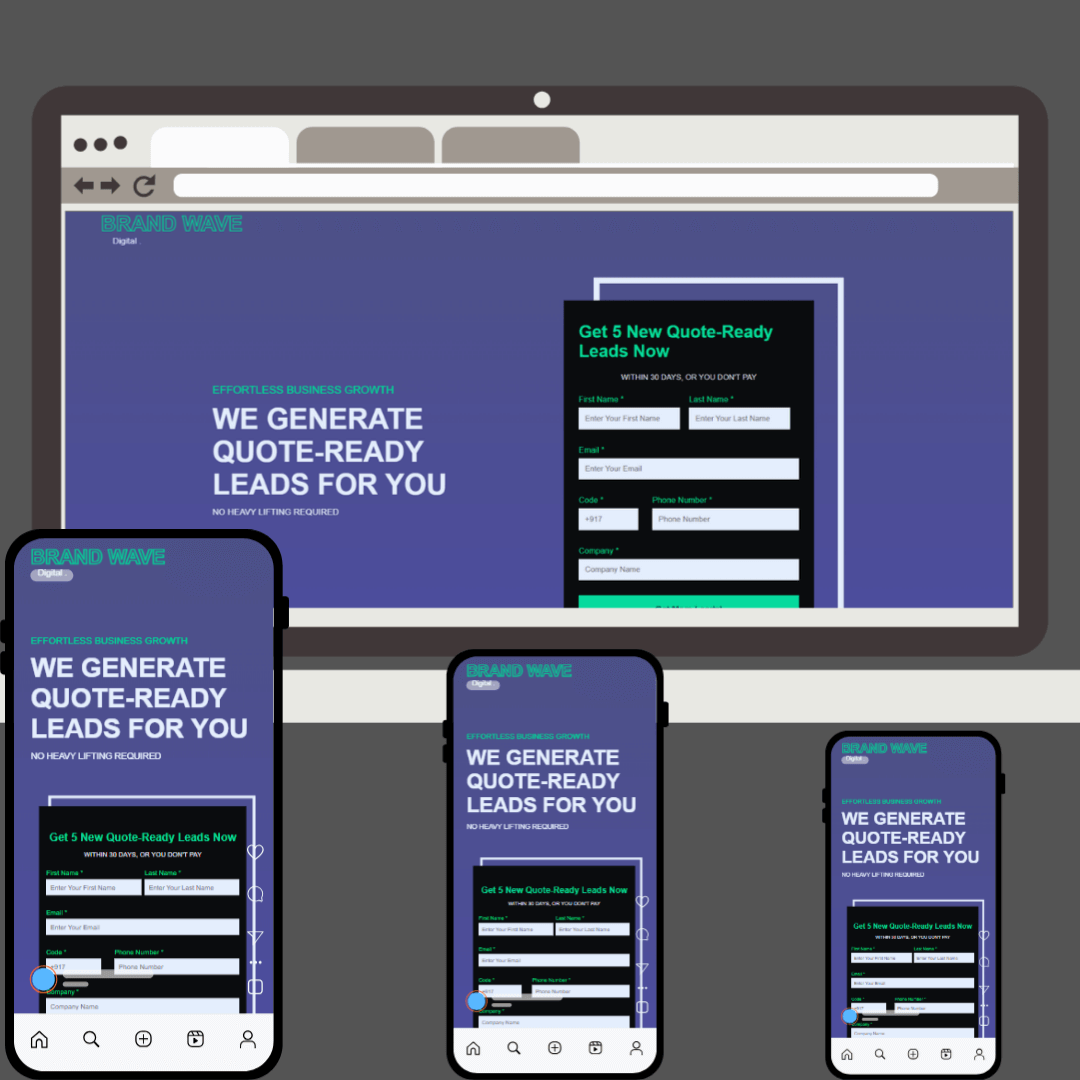 BRAND WAVE
Digital .
EFFORTLESS BUSINESS GROWTH
WE GENERATE
QUOTE-READY
LEADS FOR YOU
NO HEAVY LIFTING REQUIRED
Get 5 New Quote-Ready
Leads Now
WITHIN 30 DAYS, OR YOU DON'T PAY
First Name * Last Name *
Enter Your First Name Enter Your Last Name
Email *
Enter Your Email
Code * Phone Number *
+917 Phone Number
Company *
Company Name
BRAND WAVE
Digital .
EFFORTLESS BUSINESS GROWTH
WE GENERATE
QUOTE-READY
LEADS FOR YOU
NO HEAVY LIFTING REQUIRED
Get 5 New Quote-Ready Leads Now
WITHIN 30 DAYS, OR YOU DON'T PAY
First Name * Last Name *
Enter Your First Name Enter Your Last Name
Email *
Enter Your Email
Code * Phone Number *
+917 Phone Number
Company *
Company Name
BRAND WAVE
Digital .
EFFORTLESS BUSINESS GROWTH
WE GENERATE
QUOTE-READY
LEADS FOR YOU
NO HEAVY LIFTING REQUIRED
Get 5 New Quote-Ready Leads Now
WITHIN 30 DAYS, OR YOU DON'T PAY
First Name * Last Name *
Enter Your First Name Enter Your Last Name
Email *
Enter Your Email
Code * Phone Number *
+917 Phone Number
Company *
Company Name
BRAND WAVE
Digital .
EFFORTLESS BUSINESS GROWTH
WE GENERATE
QUOTE-READY
LEADS FOR YOU
NO HEAVY LIFTING REQUIRED
Get 5 New Quote-Ready Leads Now
WITHIN 30 DAYS, OR YOU DON'T PAY
First Name * Last Name *
Enter Your First Name Enter Your Last Name
Email *
Enter Your Email
Code * Phone Number *
+917 Phone Number
Company *
Company Name